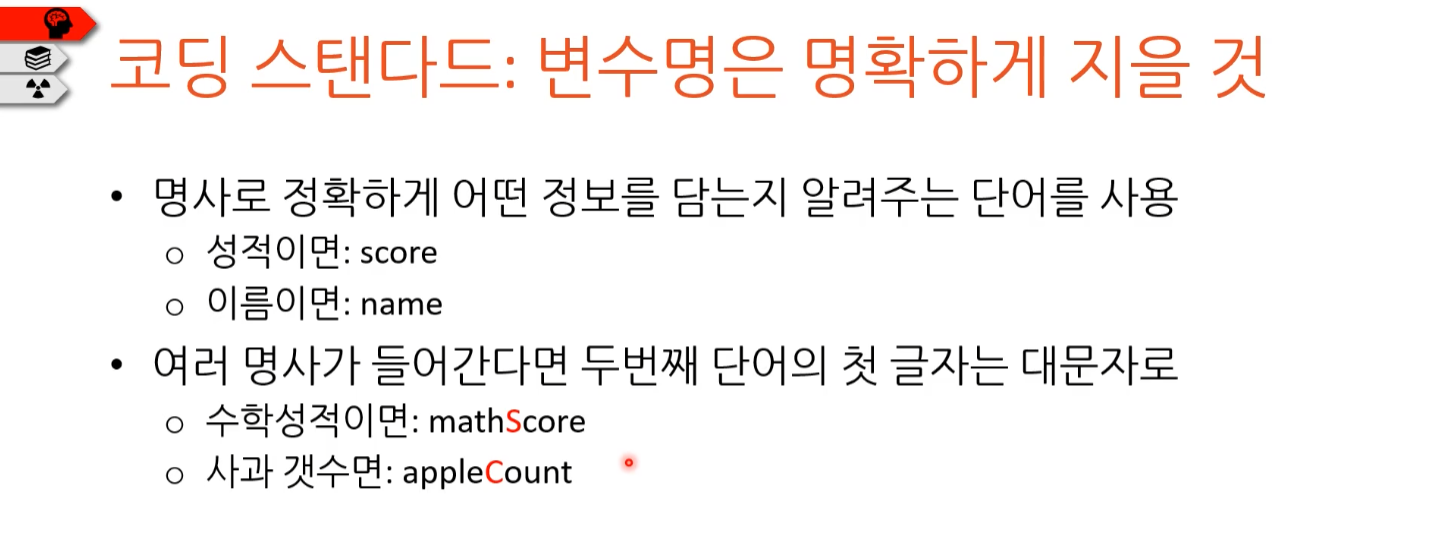 코딩 스탠다드: 변수명은 명확하게 지을 것
• 명사로 정확하게 어떤 정보를 담는지 알려주는 단어를 사용
o 성적이면: score
o 이름이면: name
• 여러 명사가 들어간다면 두번째 단어의 첫 글자는 대문자로
o 수학성적이면: mathScore
o 사과 갯수면: appleCount